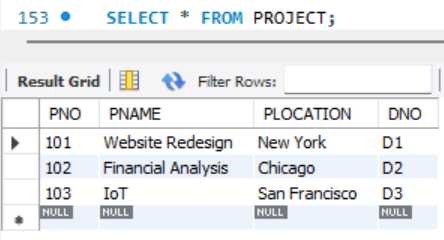 153 SELECT * FROM PROJECT;
Result Grid Filter Rows:
PNO PNAME PLOCATION DNO
101 Website Redesign New York D1
102 Financial Analysis Chicago D2
103 IoT San Francisco D3
NULL NULL NULL NULL